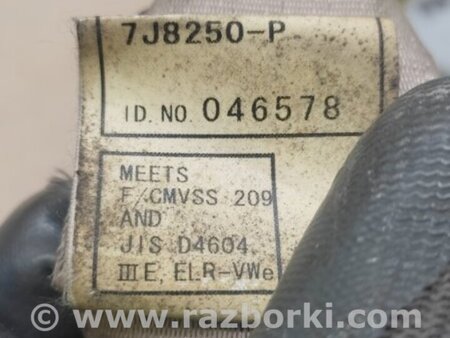 7J8250-P
ID. NO. 046578
MEETS
F/CMVSS 209
AND
JIS D4604,
III E, ELR-VWe
© www.razborki.com